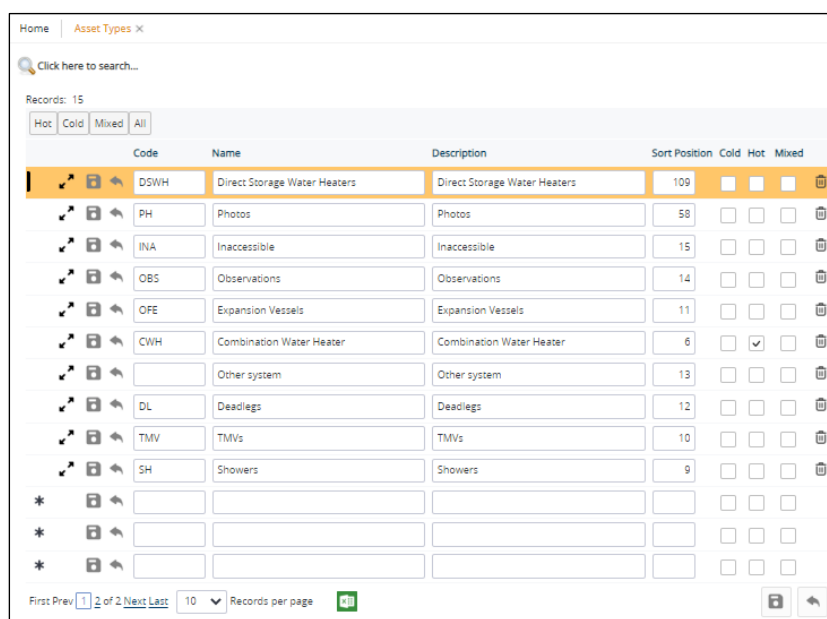 Home Asset Types ×
Click here to search...
Records: 15
Hot Cold Mixed All
Code Name Description Sort Position Cold Hot Mixed
DSWH Direct Storage Water Heaters Direct Storage Water Heaters 109
PH Photos Photos 58
INA Inaccessible Inaccessible 15
OBS Observations Observations 14
OFE Expansion Vessels Expansion Vessels 11
CWH Combination Water Heater Combination Water Heater 6
Other system Other system 13
DL Deadlegs Deadlegs 12
TMV TMVs TMVs 10
SH Showers Showers 9
*
*
*
First Prev 1 2 of 2 Next Last 10 Records per page